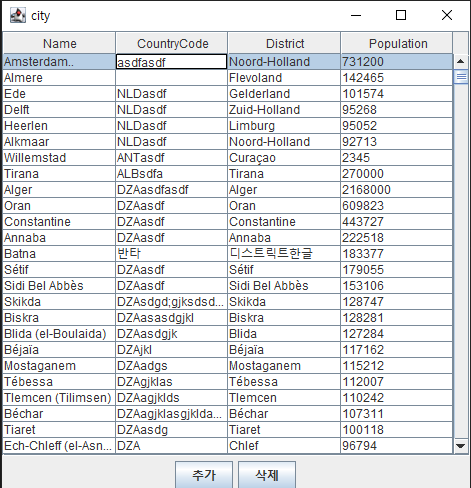 city
Name CountryCode District Population
Amsterdam.. asdfasdf Noord-Holland 731200
Almere Flevoland 142465
Ede NLDasdf Gelderland 101574
Delft NLDasdf Zuid-Holland 95268
Heerlen NLDasdf Limburg 95052
Alkmaar NLDasdf Noord-Holland 92713
Willemstad ANTasdf Curaçao 2345
Tirana ALBsdfa Tirana 270000
Alger DZAasdfasdf Alger 2168000
Oran DZAasdf Oran 609823
Constantine DZAasdf Constantine 443727
Annaba DZAasdf Annaba 222518
Batna 반타 디스트릭트한글 183377
Sétif DZAasdf Sétif 179055
Sidi Bel Abbès DZAasdf Sidi Bel Abbès 153106
Skikda DZAsdgd;gjksdsd... Skikda 128747
Biskra DZAasasdgjkl Biskra 128281
Blida (el-Boulaida) DZAasdgjk Blida 127284
Béjaïa DZAjkl Béjaïa 117162
Mostaganem DZAadgs Mostaganem 115212
Tébessa DZAgjklas Tébessa 112007
Tlemcen (Tilimsen) DZAagjklds Tlemcen 110242
Béchar DZAagjklasgjklda... Béchar 107311
Tiaret DZAasdg Tiaret 100118
Ech-Chleff (el-Asn... DZA Chlef 96794
추가 삭제